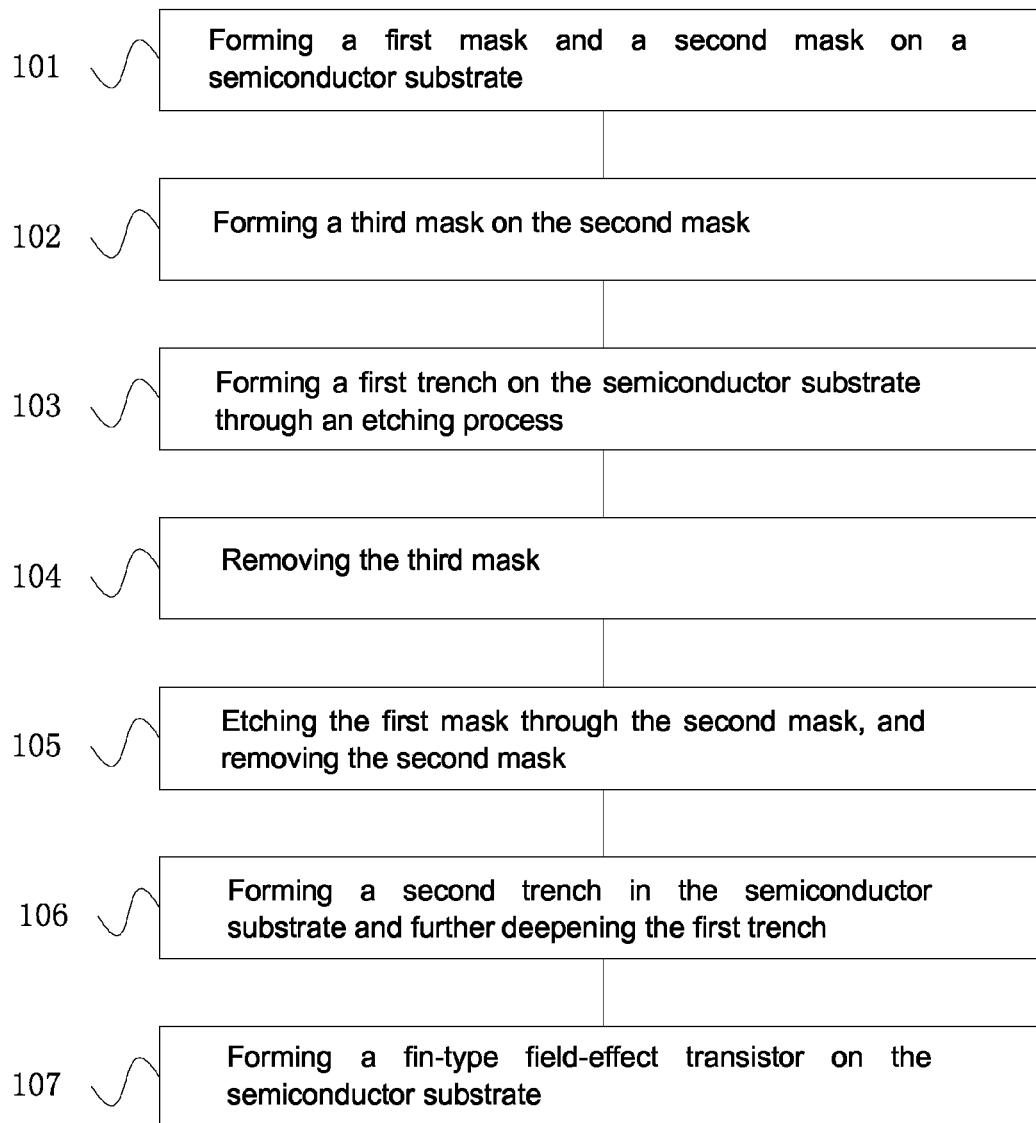 101
Forming a first mask and a second mask on a
semiconductor substrate
102
Forming a third mask on the second mask
103
Forming a first trench on the semiconductor substrate
through an etching process
104
Removing the third mask
105
Etching the first mask through the second mask, and
removing the second mask
106
Forming a second trench in the semiconductor
substrate and further deepening the first trench
107
Forming a fin-type field-effect transistor on the
semiconductor substrate